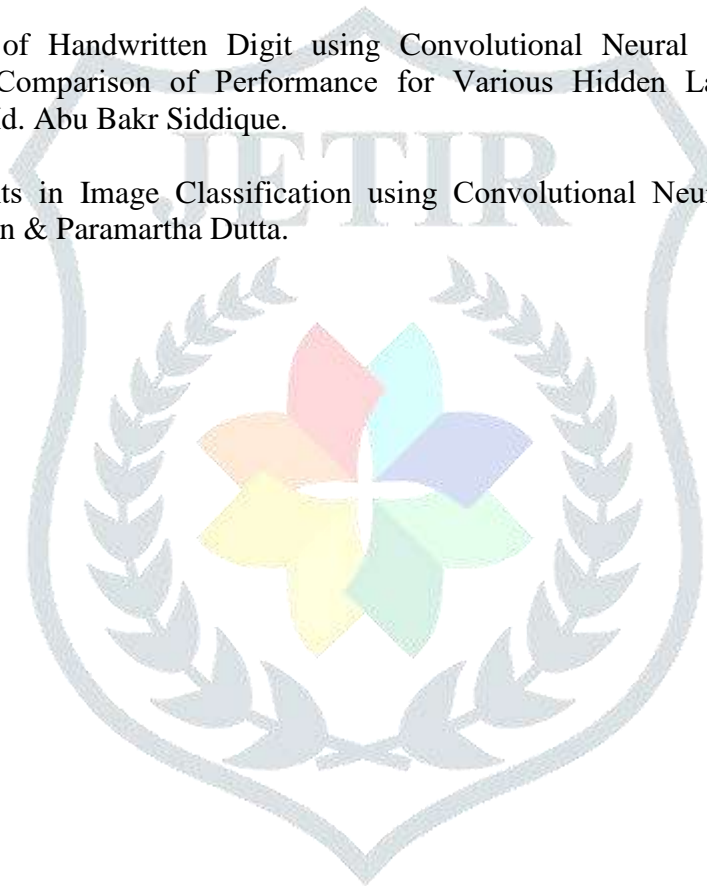 of Handwritten Digit using Convolutional Neural
Comparison of Performance for Various Hidden La
Md. Abu Bakr Siddique.
JETIR
ts in Image Classification using Convolutional Neur
n & Paramartha Dutta.